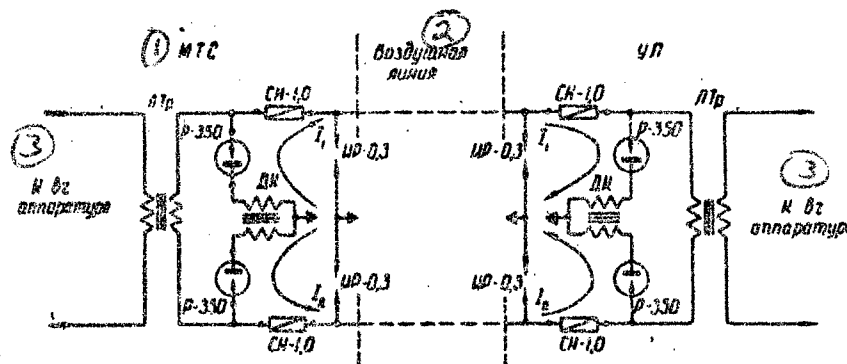 ① МТС
②
Воздушная
линия
УП
ЛТр
СН-1,0
СН-1,0
ЛТр
Р-350
I₁
ИР-0,3
ИР-0,3
I₁
Р-350
③
К вг
аппаратуре
ДК
ДК
③
К вг
аппаратуре
Р-350
I₂
ИР-0,3
ИР-0,3
I₂
Р-350
СН-1,0
СН-1,0